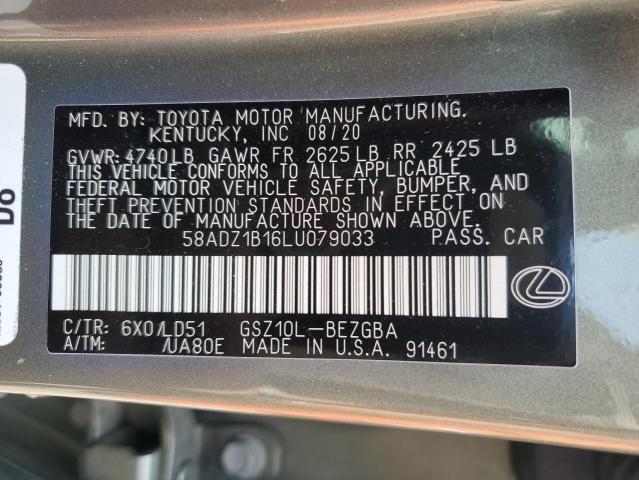 MFD. BY: TOYOTA MOTOR MANUFACTURING.
KENTUCKY, INC 08/20
GVWR: 4740LB GAWR FR 2625LB RR 2425 LB
THIS VEHICLE CONFORMS TO ALL APPLICABLE
FEDERAL MOTOR VEHICLE SAFETY, BUMPER, AND
THEFT PREVENTION STANDARDS IN EFFECT ON
THE DATE OF MANUFACTURE SHOWN ABOVE.
58ADZ1B16LU079033 PASS. CAR
C/TR: 6X0/LD51 GSZ10L-BEZGBA
A/TM: /UA80E MADE IN U.S.A. 91461
Do